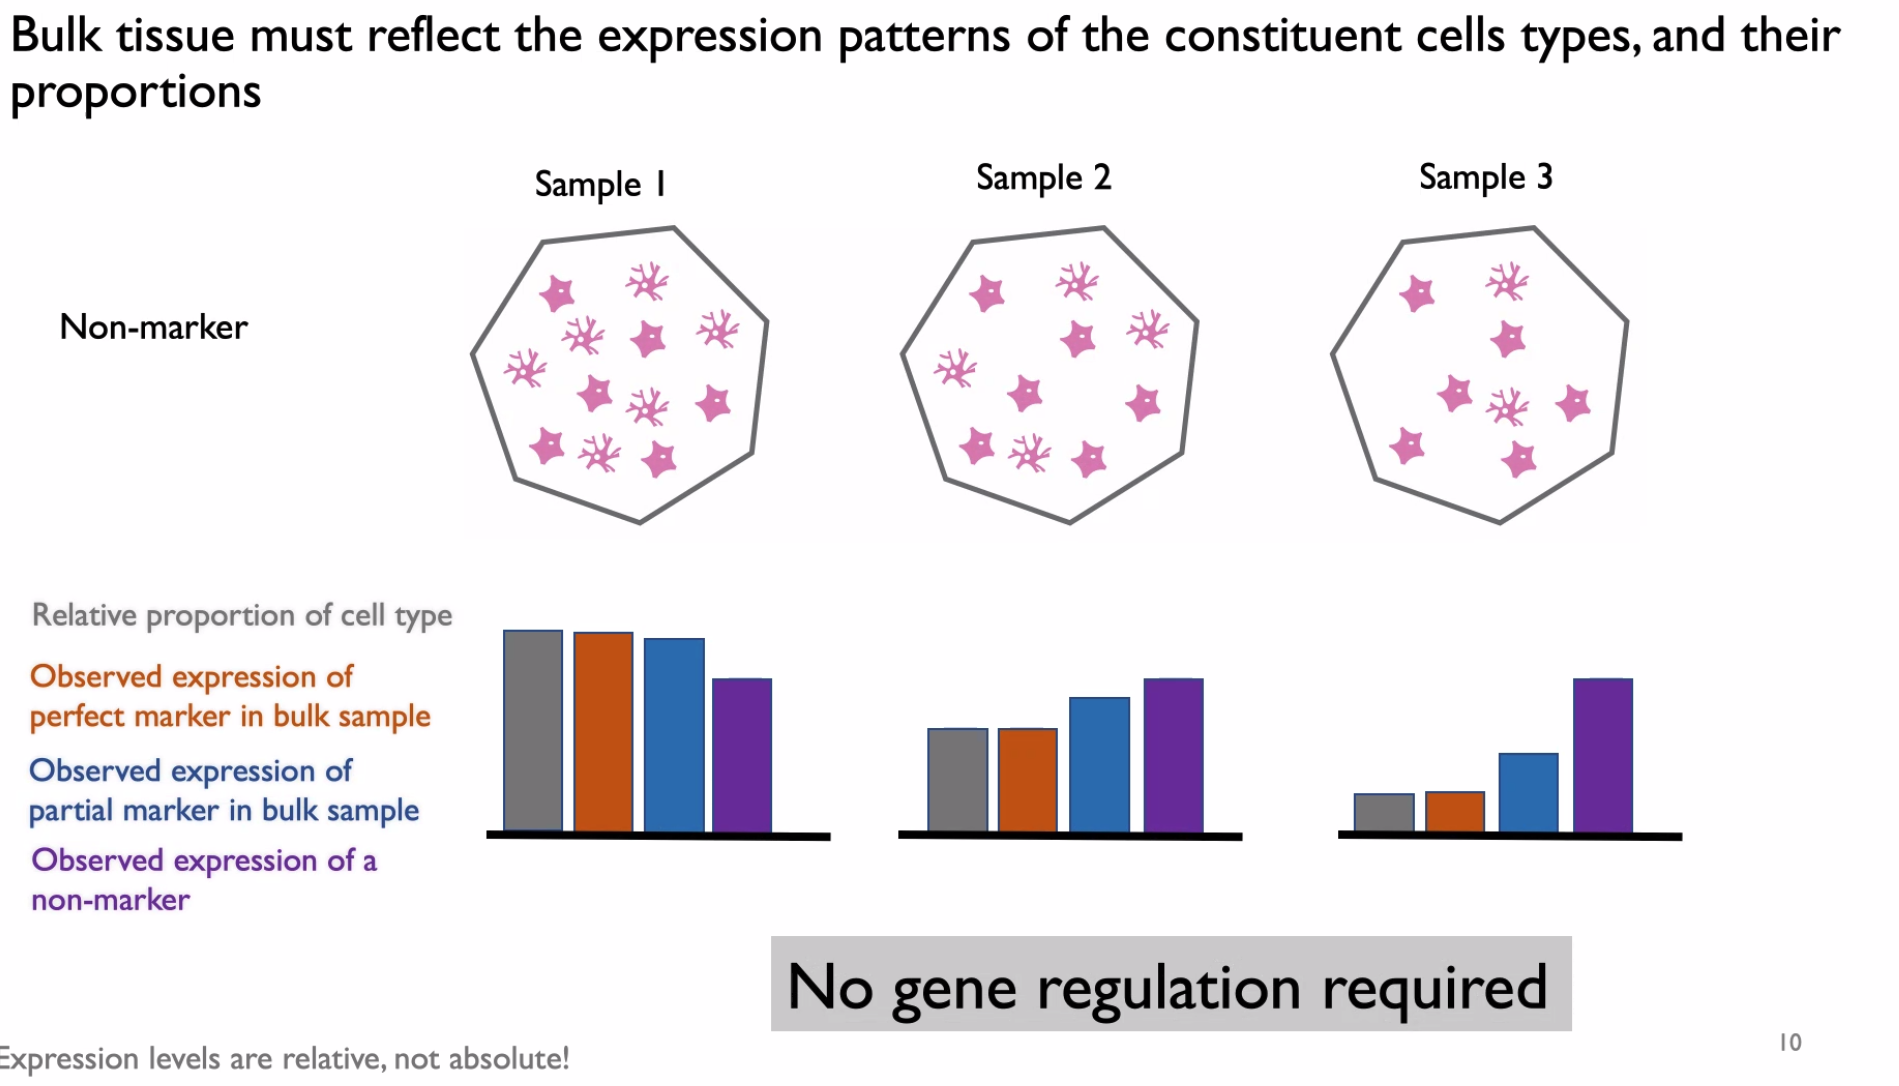 Bulk tissue must reflect the expression patterns of the constituent cells types, and their
proportions
Sample 1
Sample 2
Sample 3
Non-marker
Relative proportion of cell type
Observed expression of
perfect marker in bulk sample
Observed expression of
partial marker in bulk sample
Observed expression of a
non-marker
No gene regulation required
Expression levels are relative, not absolute!
10